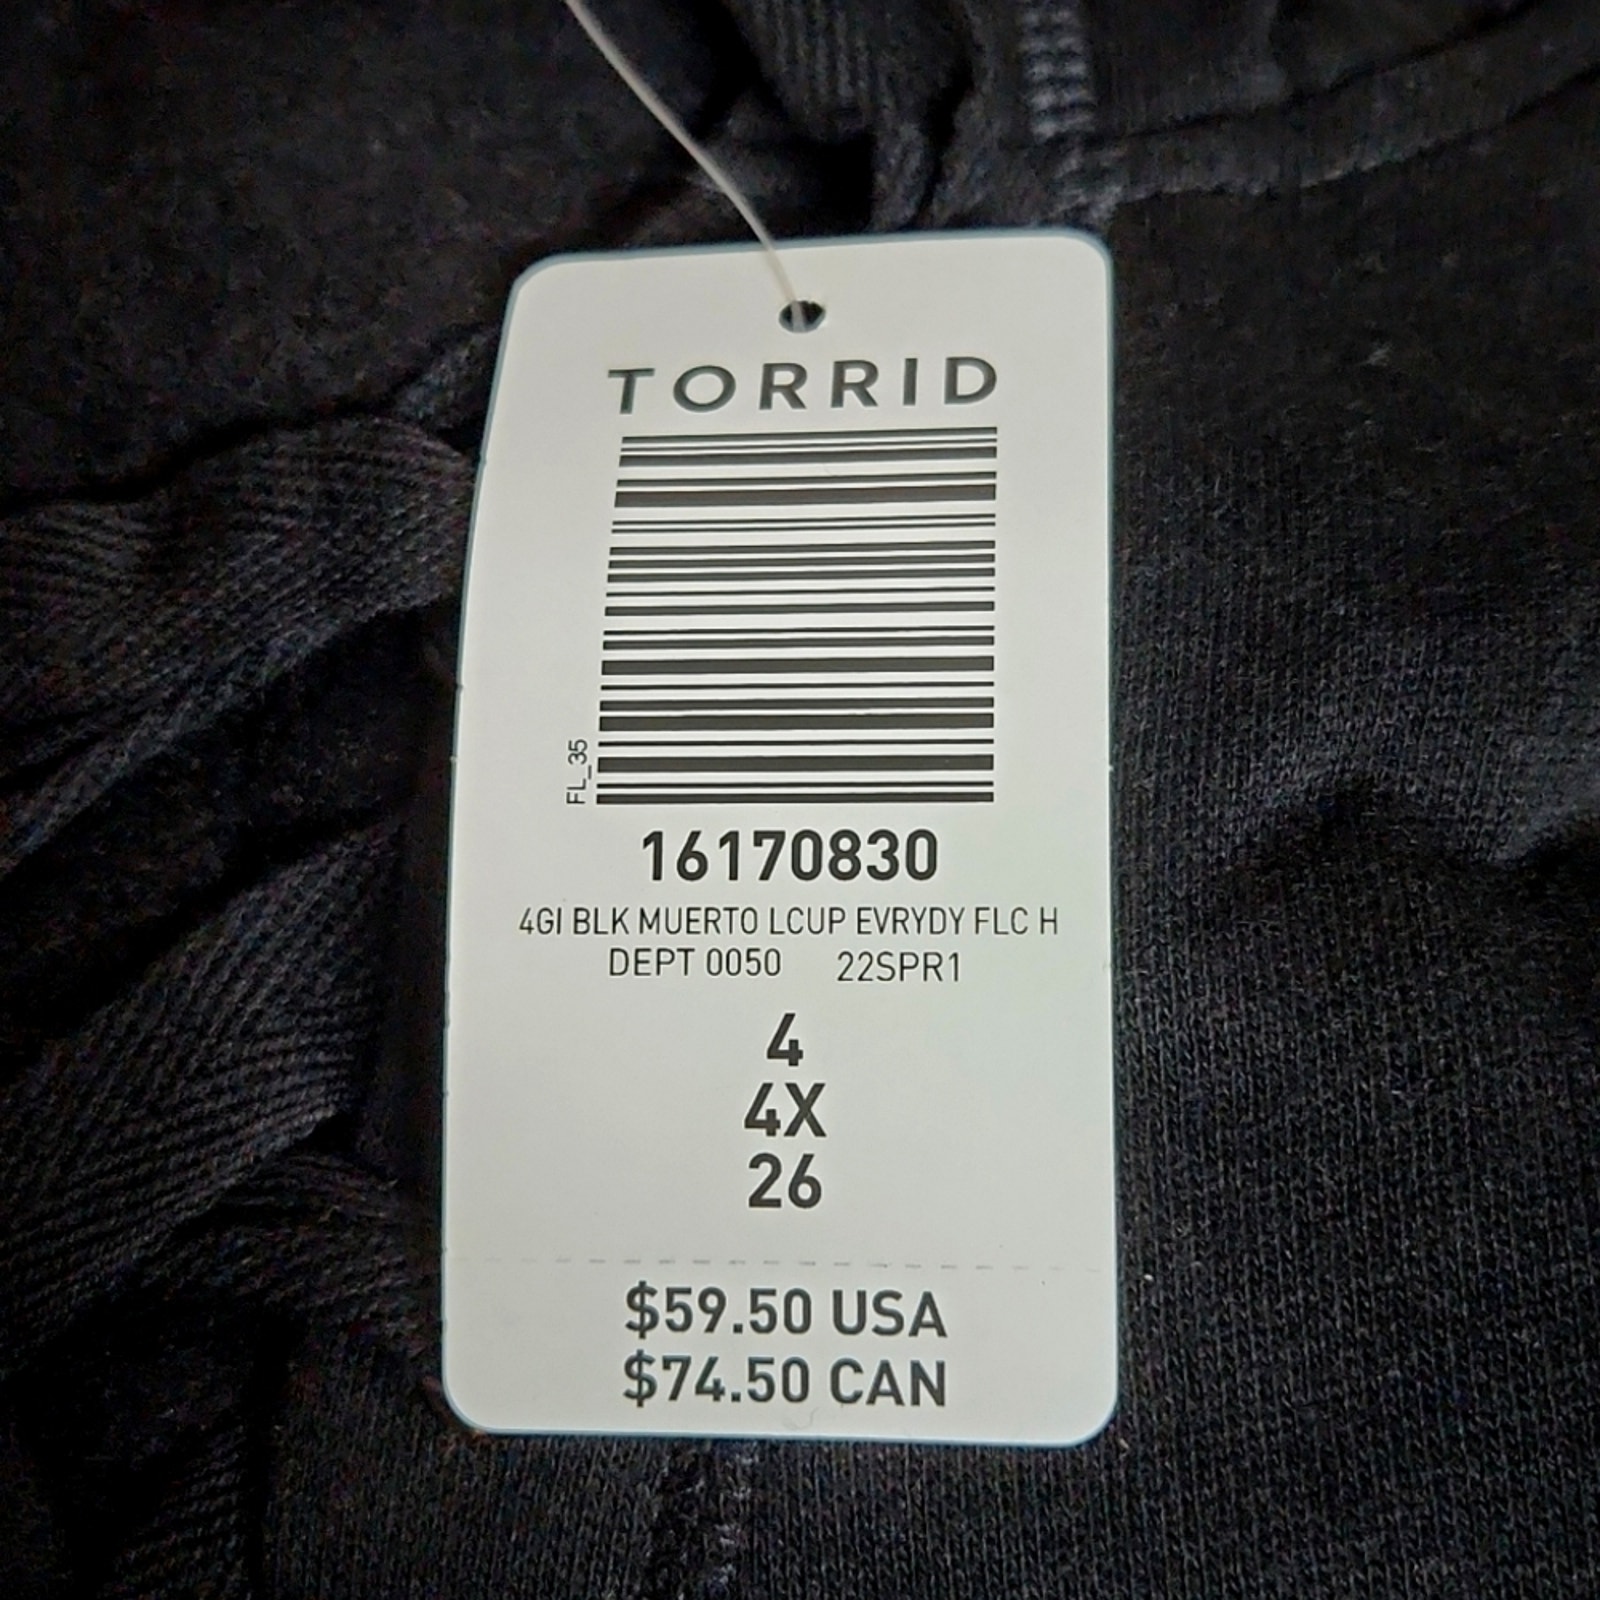 TORRID
FL_35
16170830
4GI BLK MUERTO LCUP EVRYDY FLC H
DEPT 0050 22SPR1
4
4X
26
$59.50 USA
$74.50 CAN